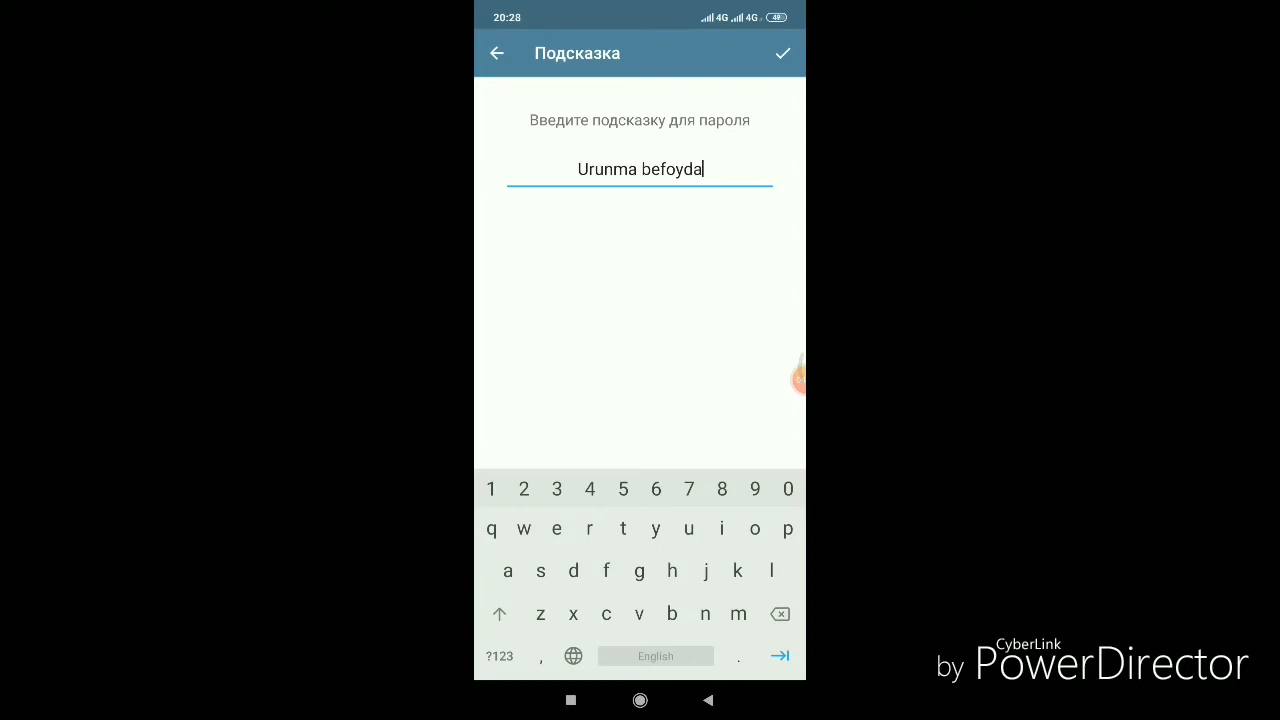 20:28
4G 4G 49
Подсказка
Введите подсказку для пароля
Urunma befoyda
1 2 3 4 5 6 7 8 9 0
q w e r t y u i o p
a s d f g h j k l
z x c v b n m
?123 , English .
CyberLink
by PowerDirector